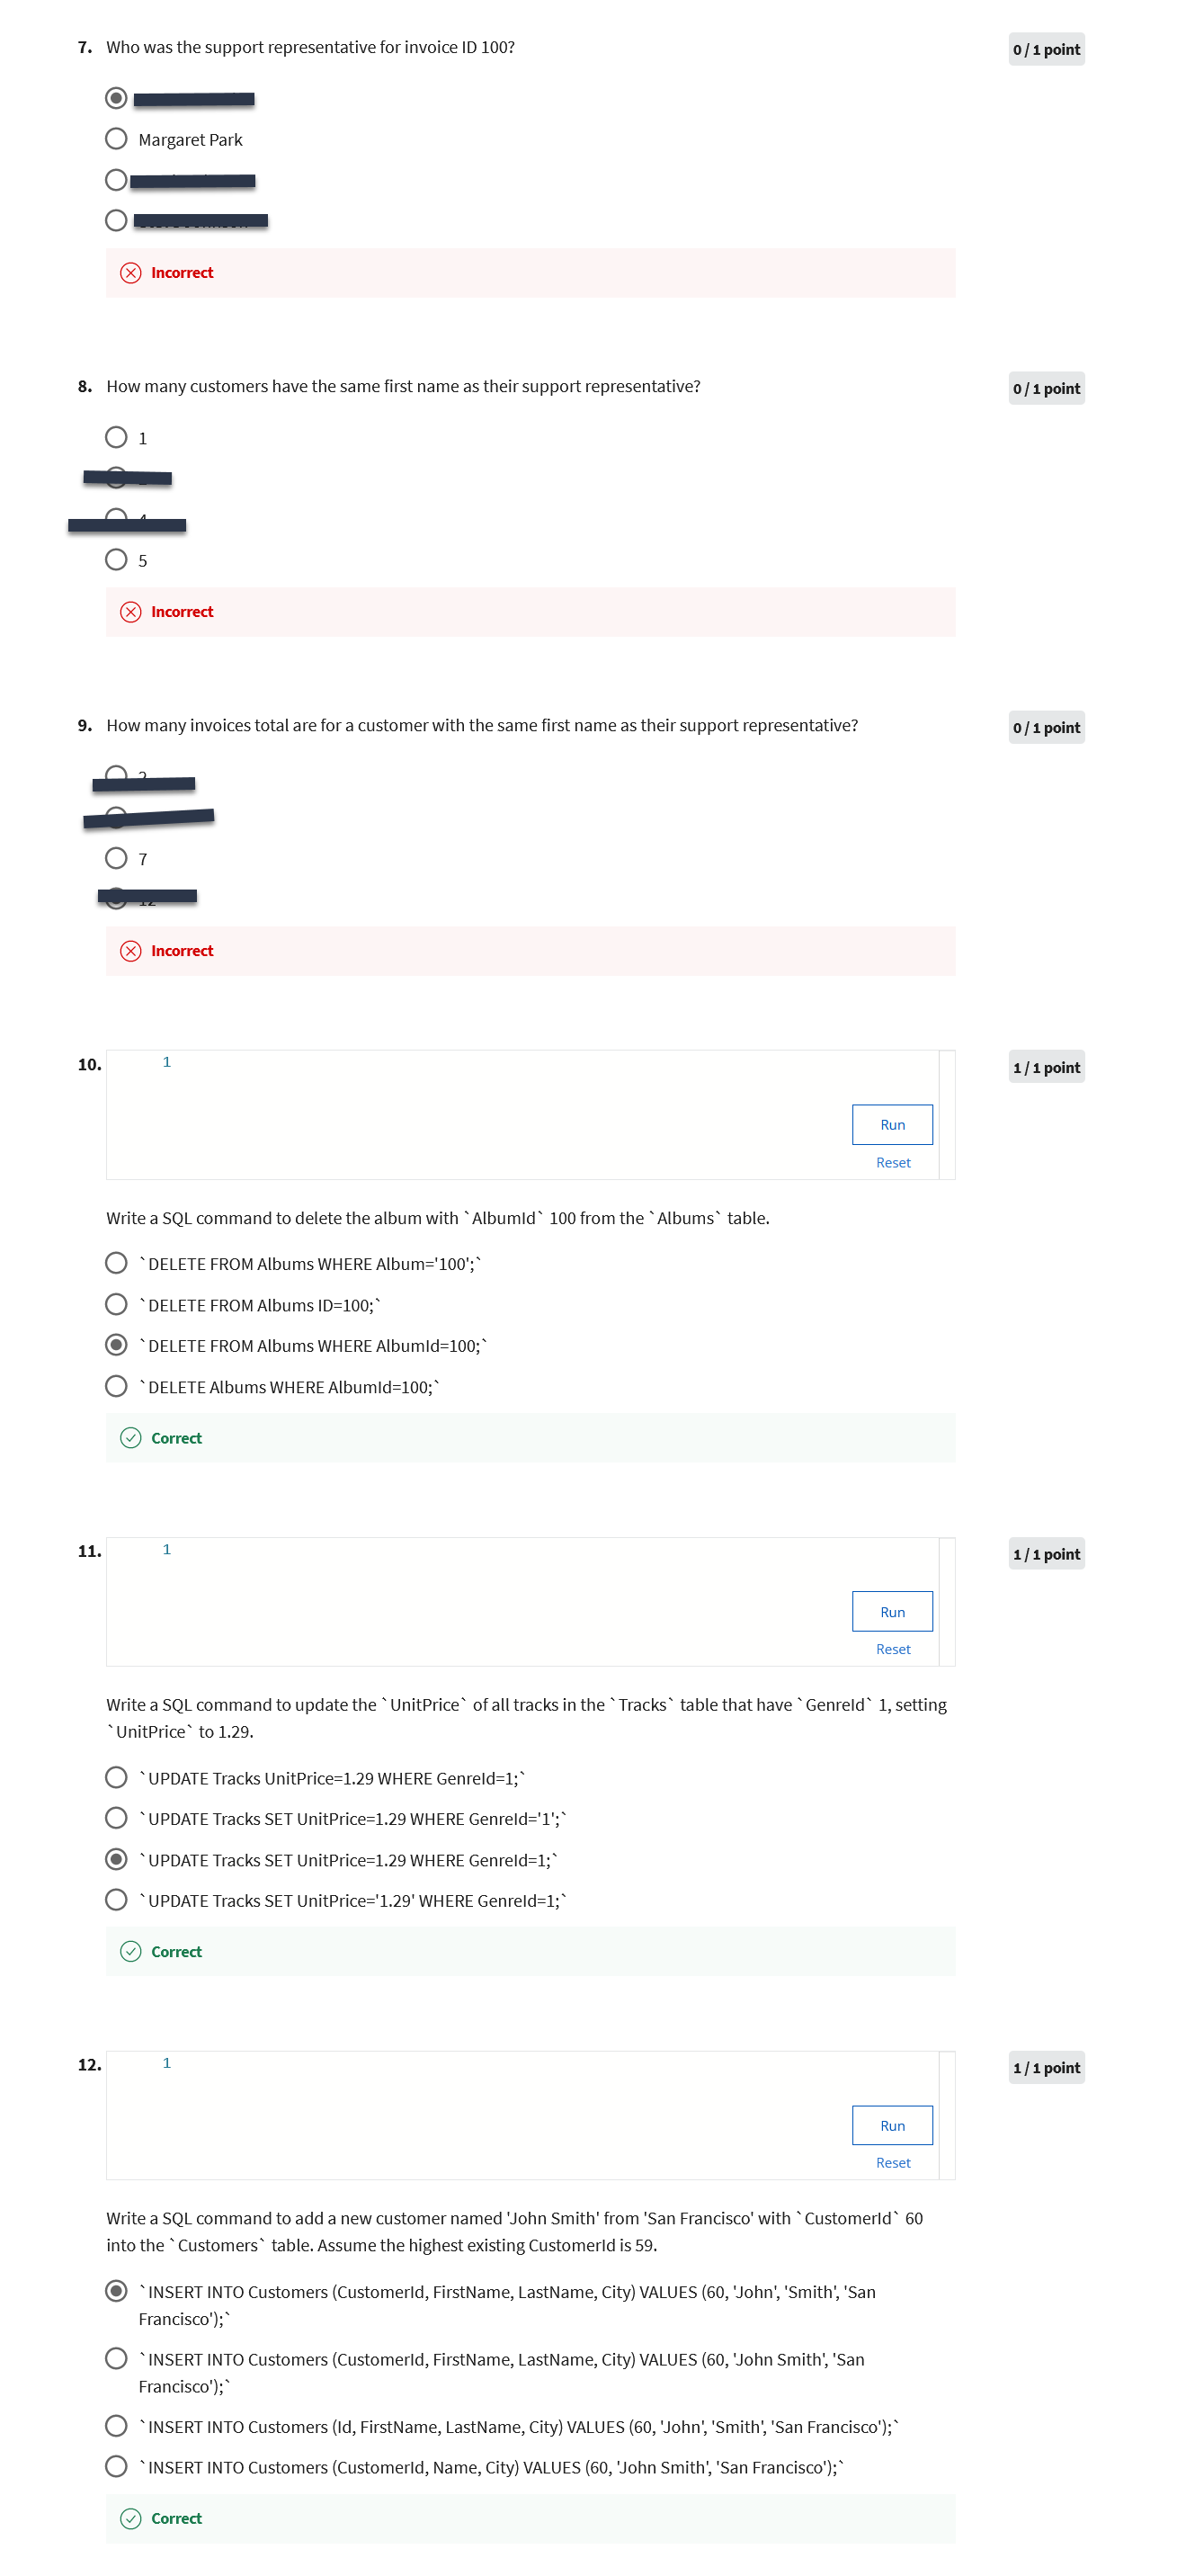 7. Who was the support representative for invoice ID 100?
0 / 1 point
Margaret Park
Incorrect
8. How many customers have the same first name as their support representative?
0 / 1 point
1
5
Incorrect
9. How many invoices total are for a customer with the same first name as their support representative?
0 / 1 point
7
Incorrect
10.
1
1 / 1 point
Run
Reset
Write a SQL command to delete the album with `AlbumId` 100 from the `Albums` table.
`DELETE FROM Albums WHERE Album='100';`
`DELETE FROM Albums ID=100;`
`DELETE FROM Albums WHERE AlbumId=100;`
`DELETE Albums WHERE AlbumId=100;`
Correct
11.
1
1 / 1 point
Run
Reset
Write a SQL command to update the `UnitPrice` of all tracks in the `Tracks` table that have `GenreId` 1, setting
`UnitPrice` to 1.29.
`UPDATE Tracks UnitPrice=1.29 WHERE GenreId=1;`
`UPDATE Tracks SET UnitPrice=1.29 WHERE GenreId='1';`
`UPDATE Tracks SET UnitPrice=1.29 WHERE GenreId=1;`
`UPDATE Tracks SET UnitPrice='1.29' WHERE GenreId=1;`
Correct
12.
1
1 / 1 point
Run
Reset
Write a SQL command to add a new customer named 'John Smith' from 'San Francisco' with `CustomerId` 60
into the `Customers` table. Assume the highest existing CustomerId is 59.
`INSERT INTO Customers (CustomerId, FirstName, LastName, City) VALUES (60, 'John', 'Smith', 'San
Francisco');`
`INSERT INTO Customers (CustomerId, FirstName, LastName, City) VALUES (60, 'John Smith', 'San
Francisco');`
`INSERT INTO Customers (Id, FirstName, LastName, City) VALUES (60, 'John', 'Smith', 'San Francisco');`
`INSERT INTO Customers (CustomerId, Name, City) VALUES (60, 'John Smith', 'San Francisco');`
Correct